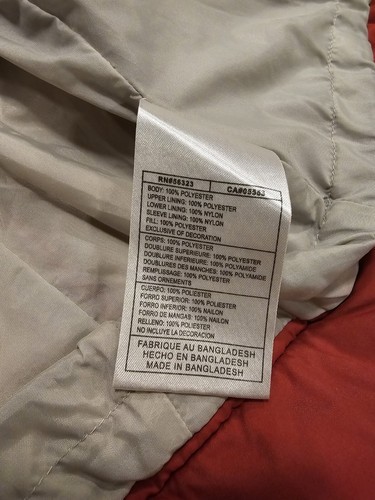 RN#56323 CA#05363
BODY: 100% POLYESTER
UPPER LINING: 100% POLYESTER
LOWER LINING: 100% NYLON
SLEEVE LINING: 100% NYLON
FILL: 100% POLYESTER
EXCLUSIVE OF DECORATION
CORPS: 100% POLYESTER
DOUBLURE SUPERIEURE: 100% POLYESTER
DOUBLURE INFERIEURE: 100% POLYAMIDE
DOUBLURES DES MANCHES: 100% POLYAMIDE
REMPLISSAGE: 100% POLYESTER
SANS ORNEMENTS
CUERPO: 100% POLIESTER
FORRO SUPERIOR: 100% POLIESTER
FORRO INFERIOR: 100% NAILON
FORRO DE MANGAS: 100% NAILON
RELLENO: 100% POLIESTER
NO INCLUYE LA DECORACION
FABRIQUE AU BANGLADESH
HECHO EN BANGLADESH
MADE IN BANGLADESH